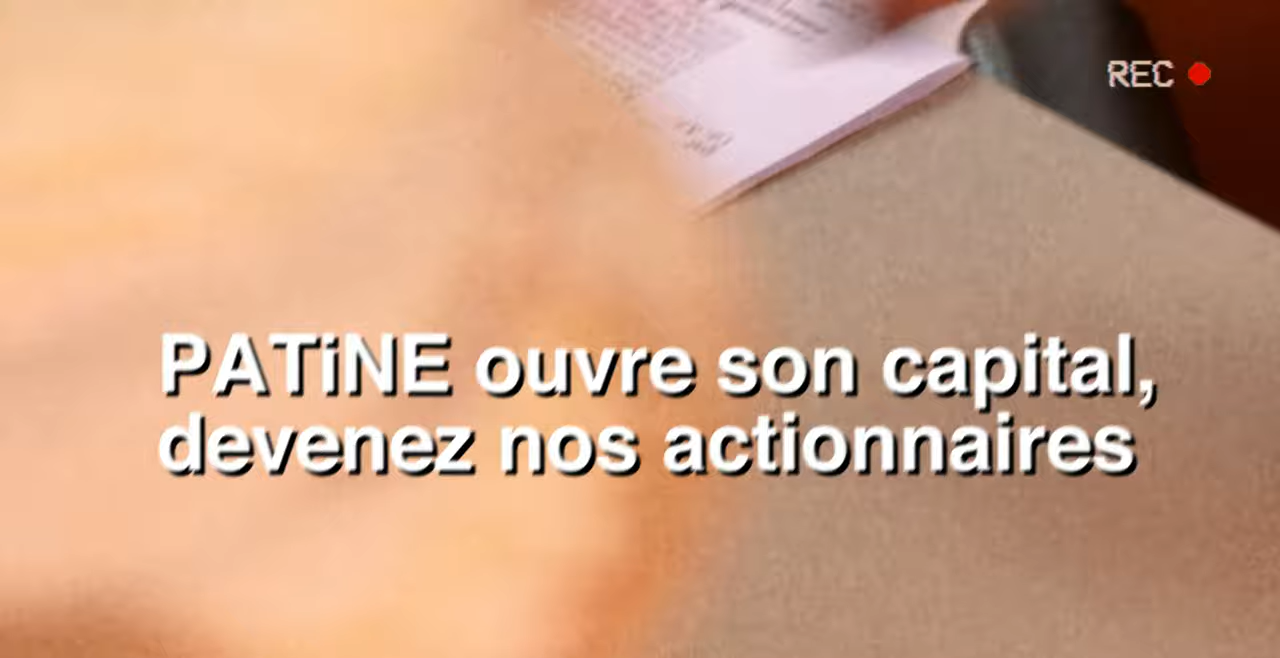 REC
PATiNE ouvre son capital,
devenez nos actionnaires